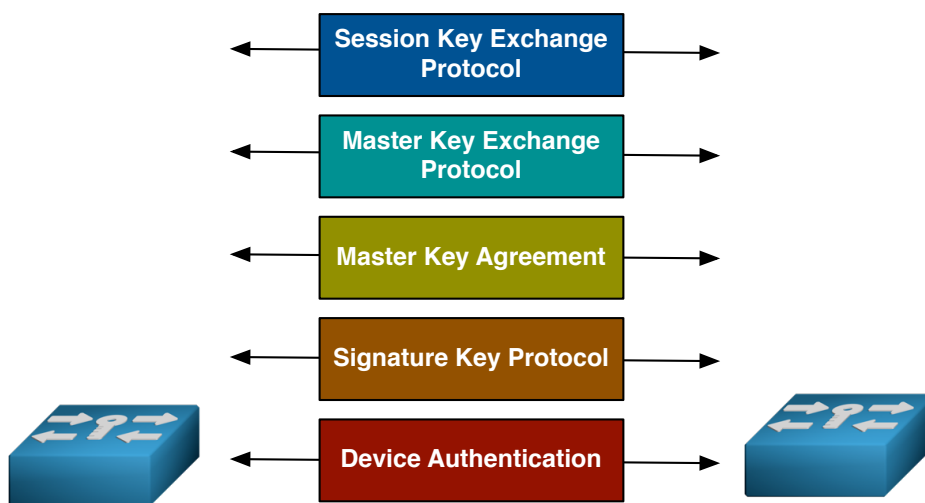 Session Key Exchange
Protocol
Master Key Exchange
Protocol
Master Key Agreement
Signature Key Protocol
Device Authentication